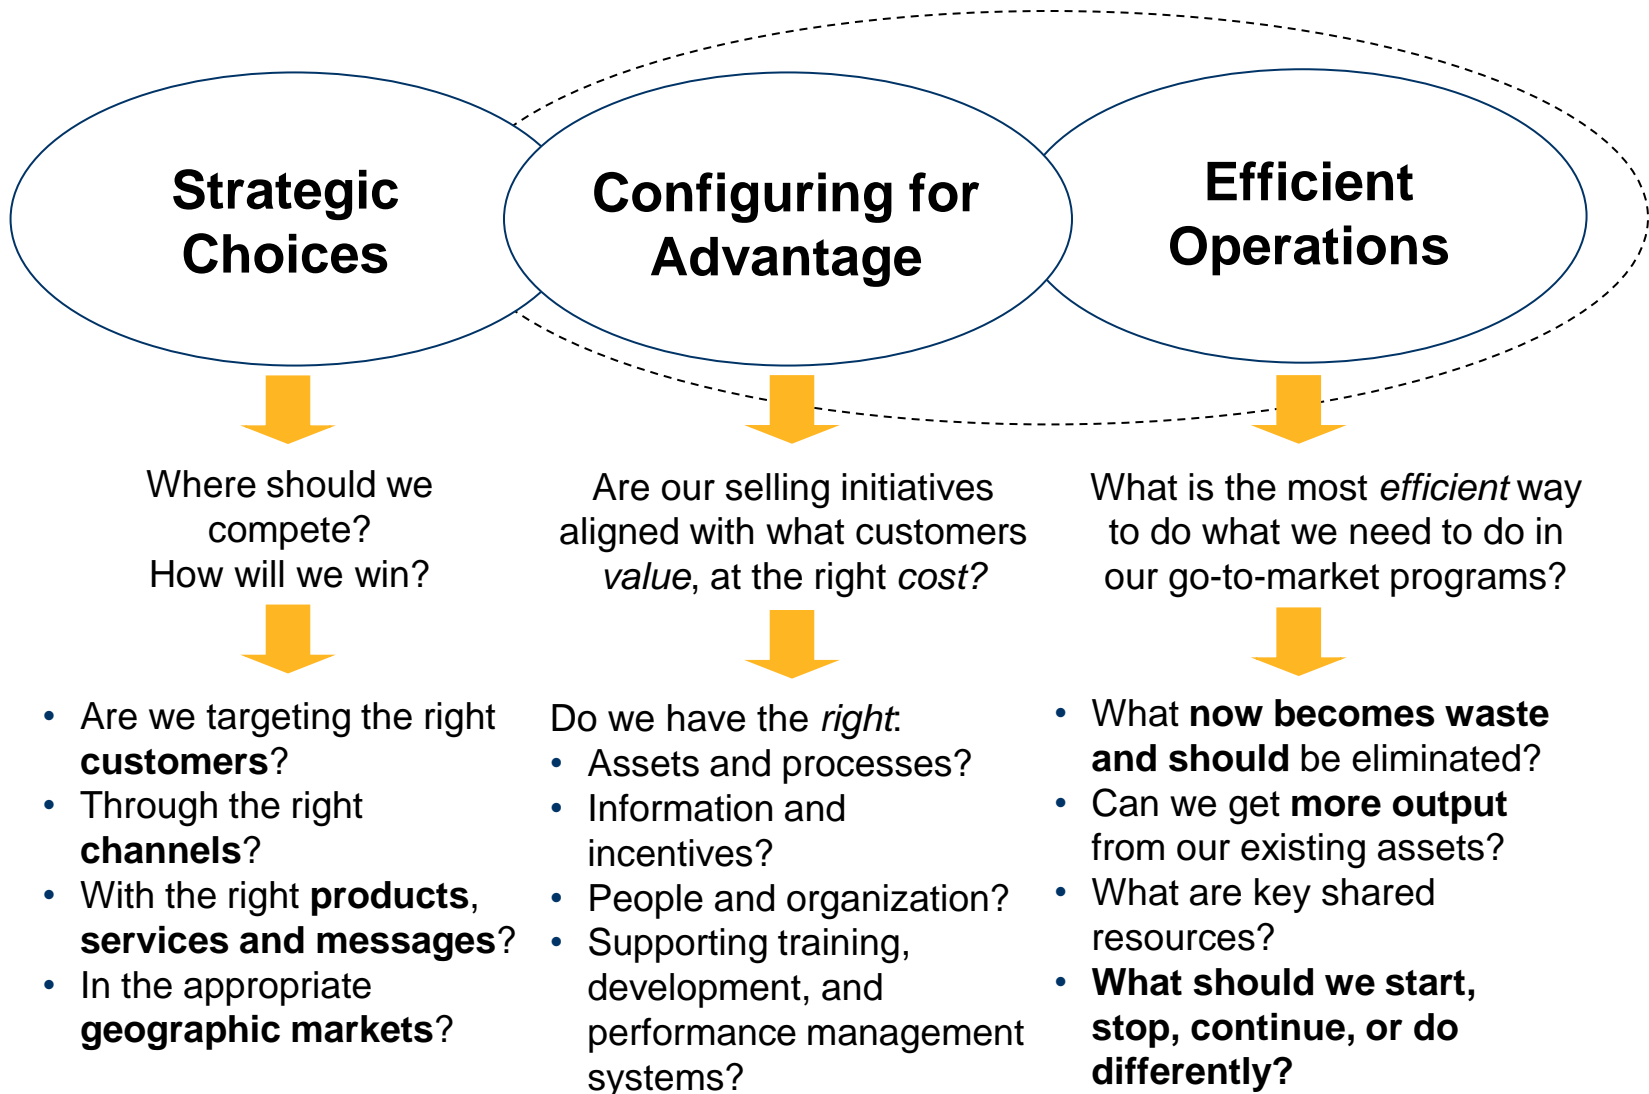 Strategic
Choices
Configuring for
Advantage
Efficient
Operations
Where should we
compete?
How will we win?
Are our selling initiatives
aligned with what customers
value, at the right cost?
What is the most efficient way
to do what we need to do in
our go-to-market programs?
• Are we targeting the right
customers?
• Through the right
channels?
• With the right products,
services and messages?
• In the appropriate
geographic markets?
Do we have the right:
• Assets and processes?
• Information and
incentives?
• People and organization?
• Supporting training,
development, and
performance management
systems?
• What now becomes waste
and should be eliminated?
• Can we get more output
from our existing assets?
• What are key shared
resources?
• What should we start,
stop, continue, or do
differently?